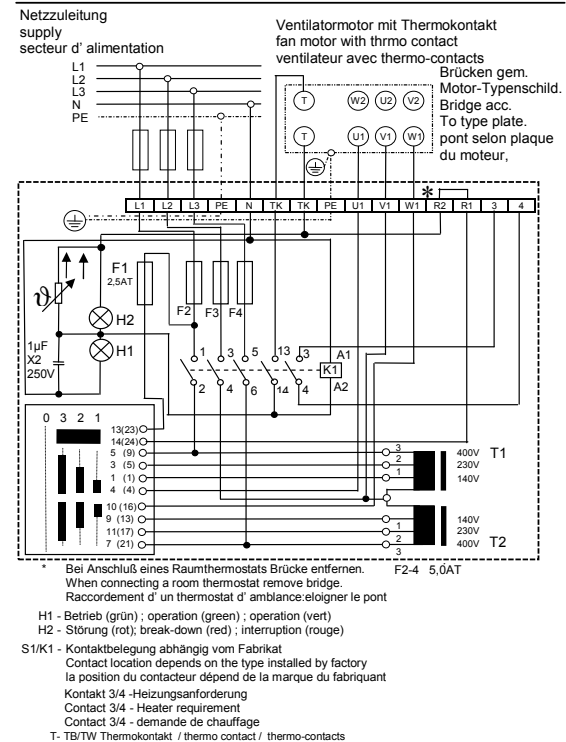 Netzzuleitung
supply
secteur d' alimentation
L1
L2
L3
N
PE
Ventilatormotor mit Thermokontakt
fan motor with thrmo contact
ventilateur avec thermo-contacts
Brücken gem.
Motor-Typenschild.
Bridge acc.
To type plate.
pont selon plaque
du moteur,
T W2 U2 V2
T U1 V1 W1
*
L1 L2 L3 PE N TK TK PE U1 V1 W1 R2 R1 3 4
F1
2,5AT
F2 F3 F4
ϑ
H2
H1
1µF
X2
250V
1 3 5 13 3
A1
K1
A2
2 4 6 14 4
0 3 2 1
13(23)
14(24)
5 (9)
3 (5)
1 (1)
4 (4)
10 (16)
9 (13)
11(17)
7 (21)
3 400V T1
2 230V
1 140V
140V
1 230V
2 400V T2
3
* Bei Anschluß eines Raumthermostats Brücke entfernen. F2-4 5,0AT
When connecting a room thermostat remove bridge.
Raccordement d' un thermostat d' amblance:eloigner le pont
H1 - Betrieb (grün) ; operation (green) ; operation (vert)
H2 - Störung (rot); break-down (red) ; interruption (rouge)
S1/K1 - Kontaktbelegung abhängig vom Fabrikat
Contact location depends on the type installed by factory
la position du contacteur dépend de la marque du fabriquant
Kontakt 3/4 -Heizungsanforderung
Contact 3/4 - Heater requirement
Contact 3/4 - demande de chauffage
T- TB/TW Thermokontakt / thermo contact / thermo-contacts